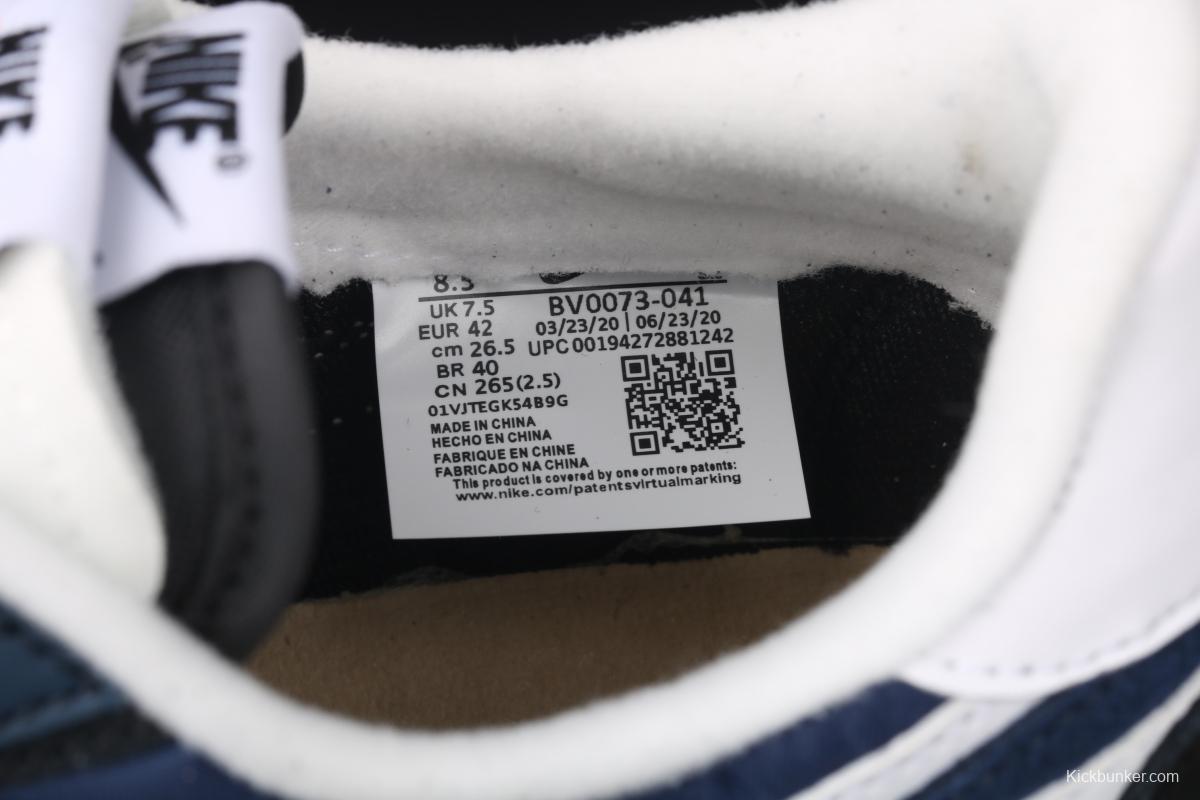 NIKE
NIKE
8.5
UK 7.5
EUR 42
cm 26.5
BR 40
CN 265(2.5)
BV0073-041
03/23/20 | 06/23/20
UPC 00194272881242
01VJTEGK54B9G
MADE IN CHINA
HECHO EN CHINA
FABRIQUE EN CHINE
FABRICADO NA CHINA
This product is covered by one or more patents:
www.nike.com/patentsvirtualmarking
Kickbunker.com